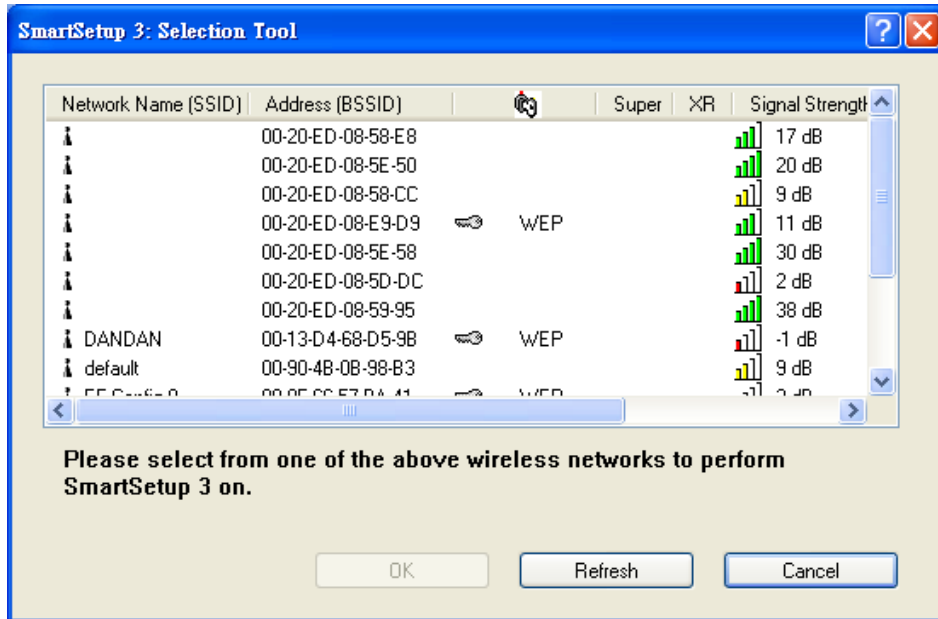 SmartSetup 3: Selection Tool
Network Name (SSID) Address (BSSID) Super XR Signal Strengtl
00-20-ED-08-58-E8 17 dB
00-20-ED-08-5E-50 20 dB
00-20-ED-08-58-CC 9 dB
00-20-ED-08-E9-D9 WEP 11 dB
00-20-ED-08-5E-58 30 dB
00-20-ED-08-5D-DC 2 dB
00-20-ED-08-59-95 38 dB
DANDAN 00-13-D4-68-D5-9B WEP -1 dB
default 00-90-4B-0B-98-B3 9 dB
WEP
Please select from one of the above wireless networks to perform
SmartSetup 3 on.
OK Refresh Cancel